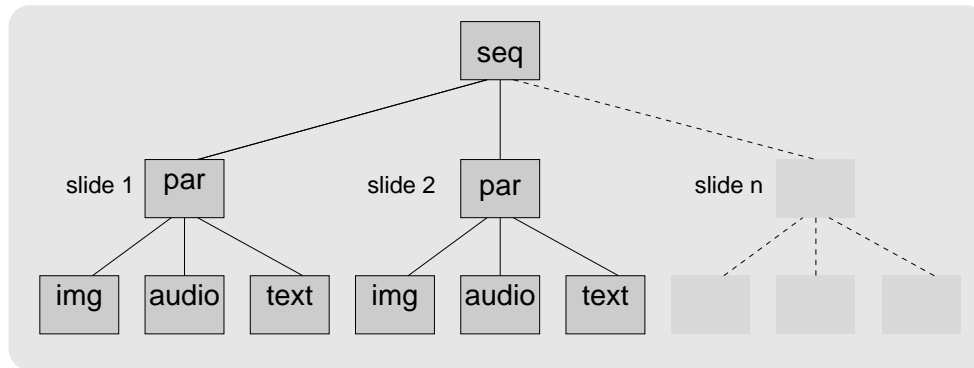 seq
slide 1
par
slide 2
par
slide n
img
audio
text
img
audio
text